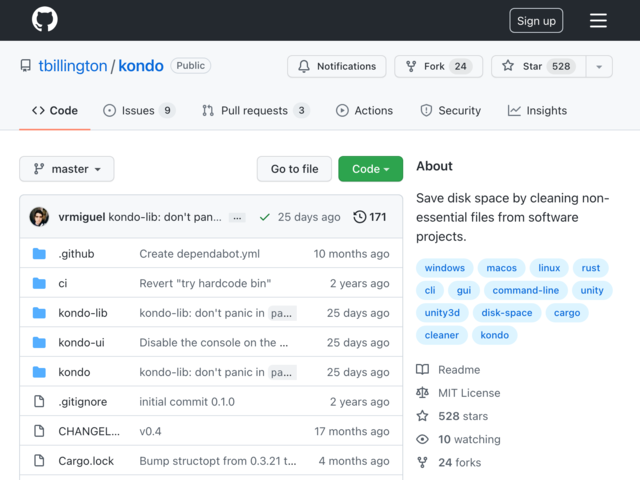 Sign up
tbillington / kondo Public
Notifications Fork 24 Star 528
Code Issues 9 Pull requests 3 Actions Security Insights
master Go to file Code
vrmiguel kondo-lib: don't pan... ... 25 days ago 171
.github Create dependabot.yml 10 months ago
ci Revert "try hardcode bin" 2 years ago
kondo-lib kondo-lib: don't panic in pa... 25 days ago
kondo-ui Disable the console on the ... 25 days ago
kondo kondo-lib: don't panic in pa... 25 days ago
.gitignore initial commit 0.1.0 2 years ago
CHANGEL... v0.4 17 months ago
Cargo.lock Bump structopt from 0.3.21 t... 4 months ago
About
Save disk space by cleaning non-
essential files from software
projects.
windows macos linux rust
cli gui command-line unity
unity3d disk-space cargo
cleaner kondo
Readme
MIT License
528 stars
10 watching
24 forks